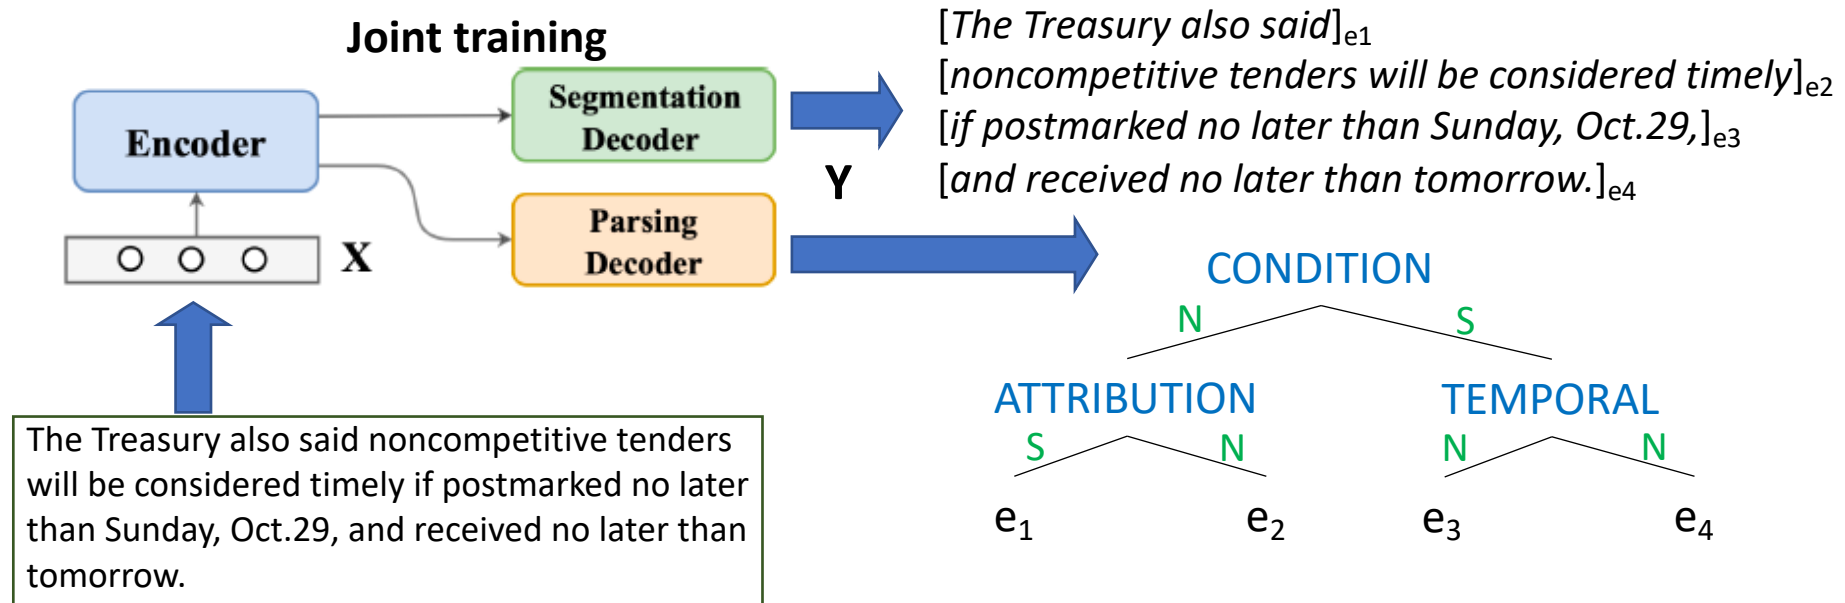 Joint training
Encoder
X
Segmentation
Decoder
Parsing
Decoder
Y
The Treasury also said noncompetitive tenders
will be considered timely if postmarked no later
than Sunday, Oct.29, and received no later than
tomorrow.
[The Treasury also said]e1
[noncompetitive tenders will be considered timely]e2
[if postmarked no later than Sunday, Oct.29,]e3
[and received no later than tomorrow.]e4
CONDITION
N S
ATTRIBUTION TEMPORAL
S N N N
e1 e2 e3 e4